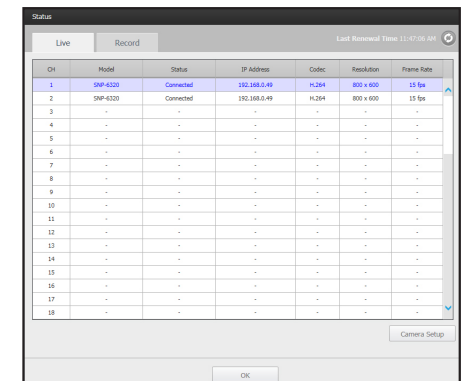 Status
Live Record Last Renewal Time 11:47:06 AM
CH Model Status IP Address Codec Resolution Frame Rate
1 SNP-6320 Connected 192.168.0.49 H.264 800 x 600 15 fps
2 SNP-6320 Connected 192.168.0.49 H.264 800 x 600 15 fps
3 - - - - - -
4 - - - - - -
5 - - - - - -
6 - - - - - -
7 - - - - - -
8 - - - - - -
9 - - - - - -
10 - - - - - -
11 - - - - - -
12 - - - - - -
13 - - - - - -
14 - - - - - -
15 - - - - - -
16 - - - - - -
17 - - - - - -
18 - - - - - -
Camera Setup
OK